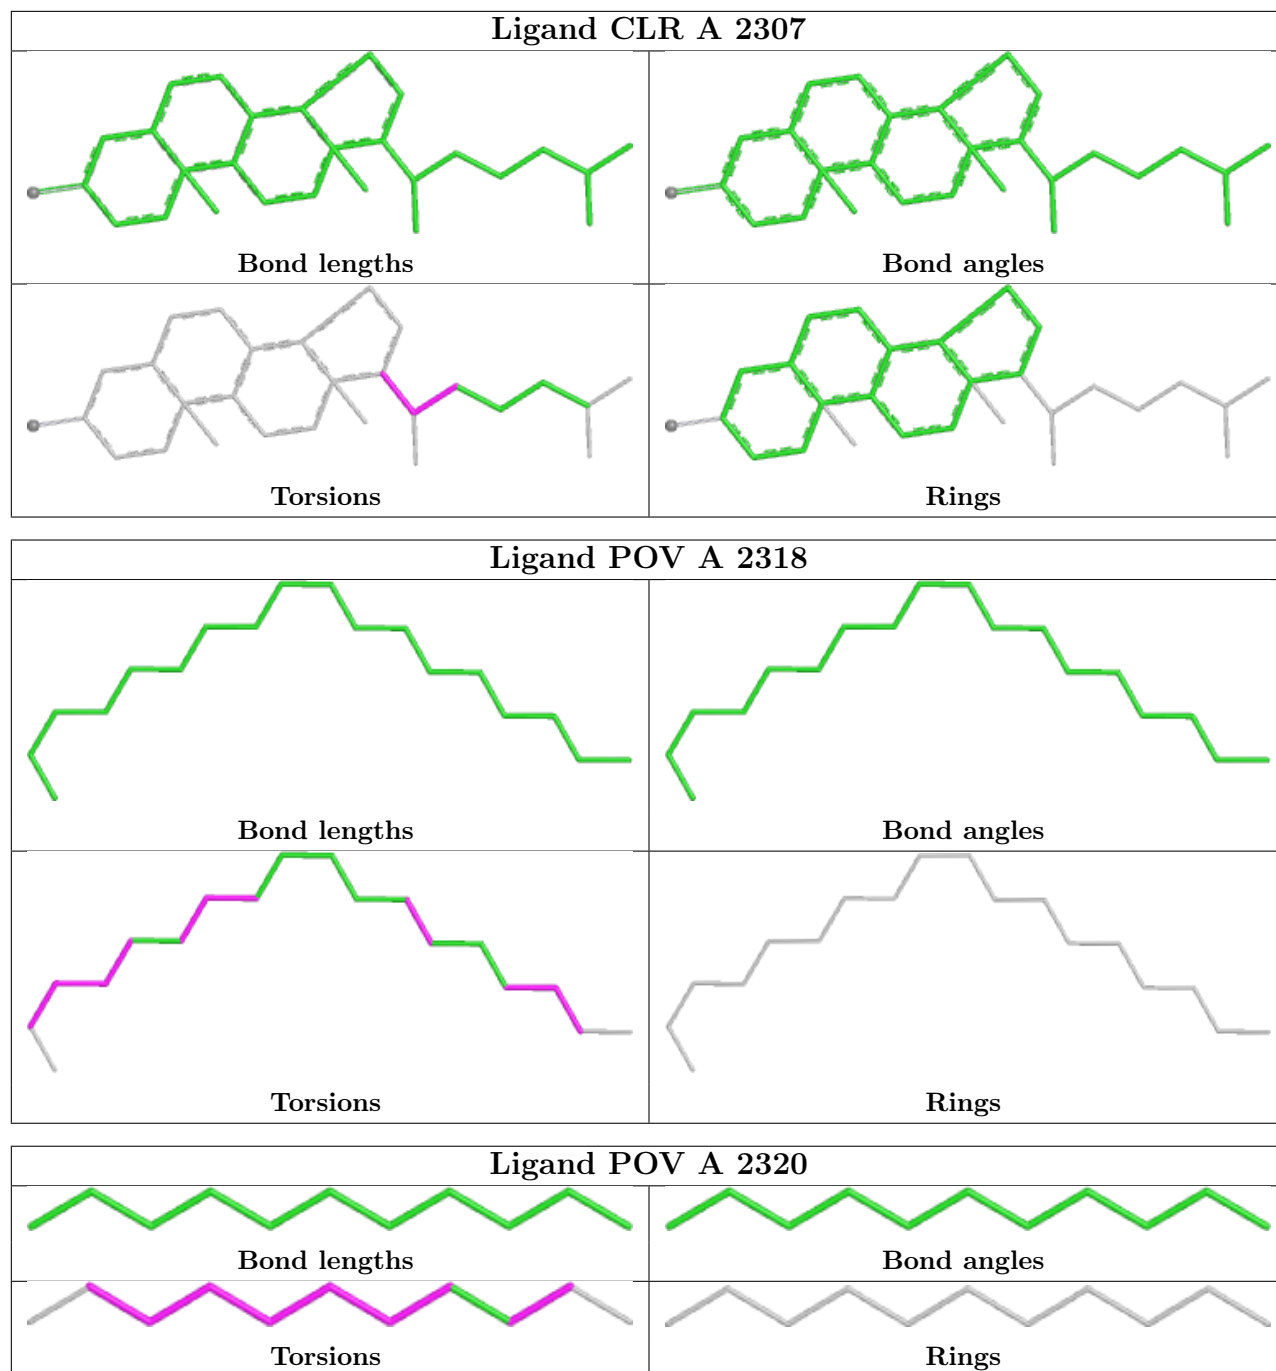 Ligand CLR A 2307
Bond lengths
Bond angles
Torsions
Rings
Ligand POV A 2318
Bond lengths
Bond angles
Torsions
Rings
Ligand POV A 2320
Bond lengths
Bond angles
Torsions
Rings